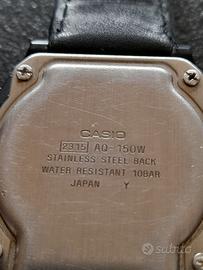 CASIO
2315 AQ-150W
STAINLESS STEEL BACK
WATER RESISTANT 10BAR
JAPAN Y
subito